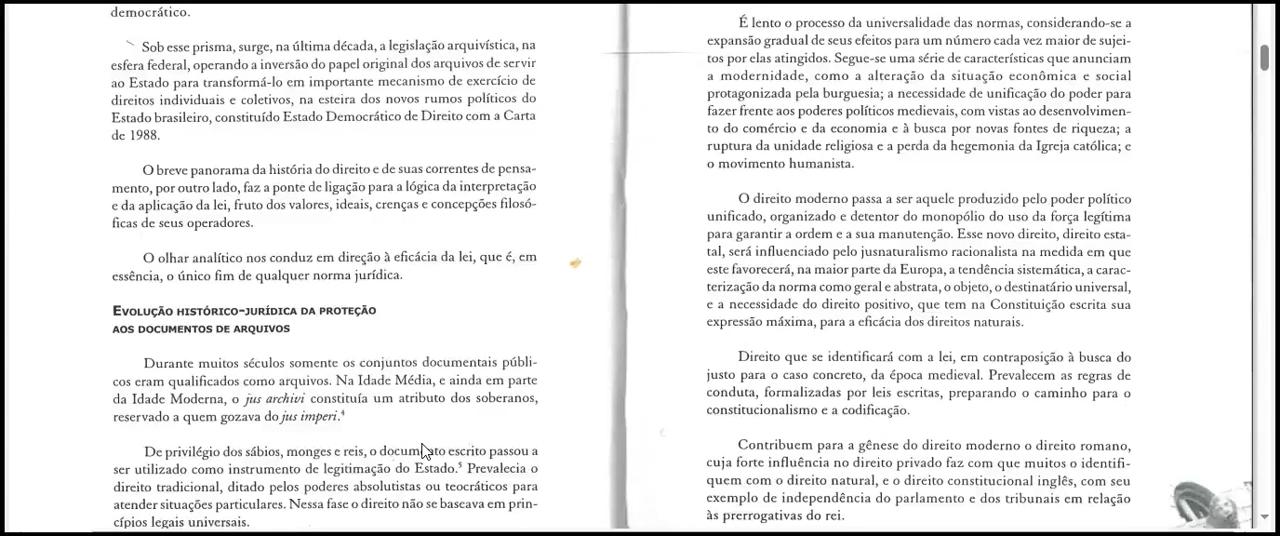 democrático.
Sob esse prisma, surge, na última década, a legislação arquivística, na
esfera federal, operando a inversão do papel original dos arquivos de servir
ao Estado para transformá-lo em importante mecanismo de exercício de
direitos individuais e coletivos, na esteira dos novos rumos políticos do
Estado brasileiro, constituído Estado Democrático de Direito com a Carta
de 1988.
O breve panorama da história do direito e de suas correntes de pensa-
mento, por outro lado, faz a ponte de ligação para a lógica da interpretação
e da aplicação da lei, fruto dos valores, ideais, crenças e concepções filosó-
ficas de seus operadores.
O olhar analítico nos conduz em direção à eficácia da lei, que é, em
essência, o único fim de qualquer norma jurídica.
EVOLUÇÃO HISTÓRICO-JURÍDICA DA PROTEÇÃO
AOS DOCUMENTOS DE ARQUIVOS
Durante muitos séculos somente os conjuntos documentais públi-
cos eram qualificados como arquivos. Na Idade Média, e ainda em parte
da Idade Moderna, o jus archivi constituía um atributo dos soberanos,
reservado a quem gozava do jus imperi.⁴
De privilégio dos sábios, monges e reis, o documento escrito passou a
ser utilizado como instrumento de legitimação do Estado.⁵ Prevalecia o
direito tradicional, ditado pelos poderes absolutistas ou teocráticos para
atender situações particulares. Nessa fase o direito não se baseava em prin-
cípios legais universais.
É lento o processo da universalidade das normas, considerando-se a
expansão gradual de seus efeitos para um número cada vez maior de sujei-
tos por elas atingidos. Segue-se uma série de características que anunciam
a modernidade, como a alteração da situação econômica e social
protagonizada pela burguesia; a necessidade de unificação do poder para
fazer frente aos poderes políticos medievais, com vistas ao desenvolvimen-
to do comércio e da economia e à busca por novas fontes de riqueza; a
ruptura da unidade religiosa e a perda da hegemonia da Igreja católica; e
o movimento humanista.
O direito moderno passa a ser aquele produzido pelo poder político
unificado, organizado e detentor do monopólio do uso da força legítima
para garantir a ordem e a sua manutenção. Esse novo direito, direito esta-
tal, será influenciado pelo jusnaturalismo racionalista na medida em que
este favorecerá, na maior parte da Europa, a tendência sistemática, a carac-
terização da norma como geral e abstrata, o objeto, o destinatário universal,
e a necessidade do direito positivo, que tem na Constituição escrita sua
expressão máxima, para a eficácia dos direitos naturais.
Direito que se identificará com a lei, em contraposição à busca do
justo para o caso concreto, da época medieval. Prevalecem as regras de
conduta, formalizadas por leis escritas, preparando o caminho para o
constitucionalismo e a codificação.
Contribuem para a gênese do direito moderno o direito romano,
cuja forte influência no direito privado faz com que muitos o identifi-
quem com o direito natural, e o direito constitucional inglês, com seu
exemplo de independência do parlamento e dos tribunais em relação
às prerrogativas do rei.